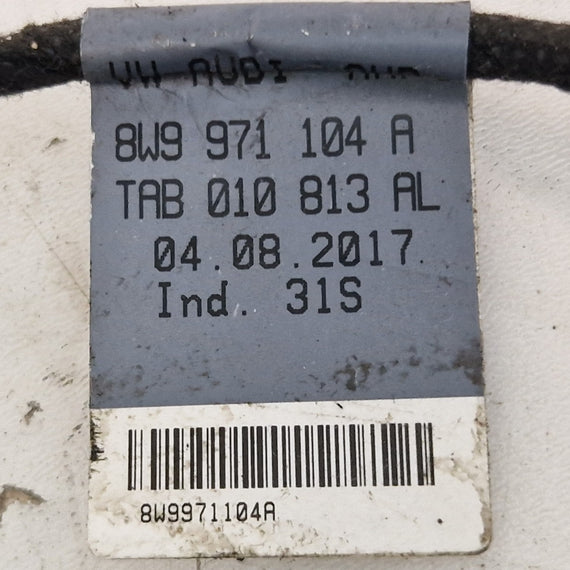 VW AUDI
8W9 971 104 A
TAB 010 813 AL
04.08.2017
Ind. 31S
8W9971104A